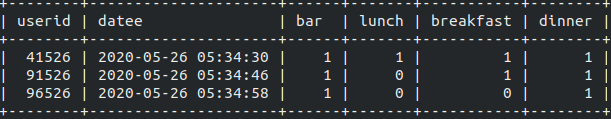 +--------+---------------------+------+-------+-----------+--------+
| userid | datee               | bar  | lunch | breakfast | dinner |
+--------+---------------------+------+-------+-----------+--------+
|  41526 | 2020-05-26 05:34:30 |    1 |     1 |         1 |      1 |
|  91526 | 2020-05-26 05:34:46 |    1 |     0 |         1 |      1 |
|  96526 | 2020-05-26 05:34:58 |    1 |     0 |         0 |      1 |
+--------+---------------------+------+-------+-----------+--------+